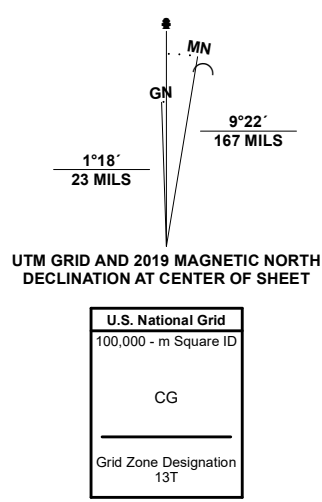 MN
GN
9°22´
167 MILS
1°18´
23 MILS
UTM GRID AND 2019 MAGNETIC NORTH
DECLINATION AT CENTER OF SHEET
U.S. National Grid
100,000 - m Square ID
CG
Grid Zone Designation
13T